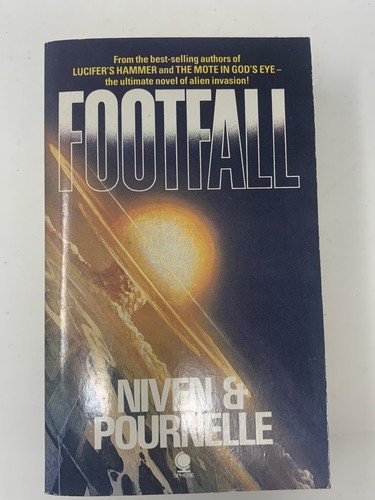 From the best-selling authors of
LUCIFER'S HAMMER and THE MOTE IN GOD'S EYE –
the ultimate novel of alien invasion!
FOOTFALL
NIVEN &
POURNELLE
SPHERE